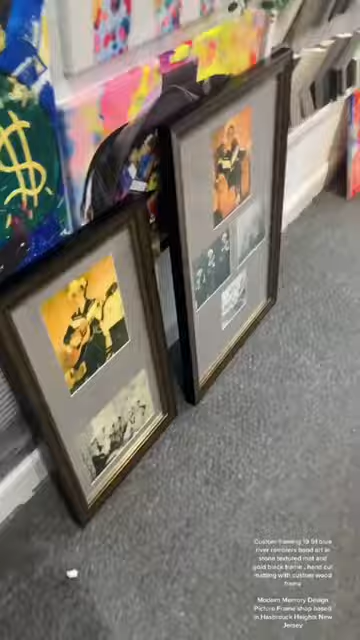 $
Custom framing 19 54 blue
river ramblers band art in
stone textured mat and
gold black frame . hand cut
matting with custom wood
frame
Modern Memory Design
Picture Frame shop based
in Hasbrouck Heights New
Jersey